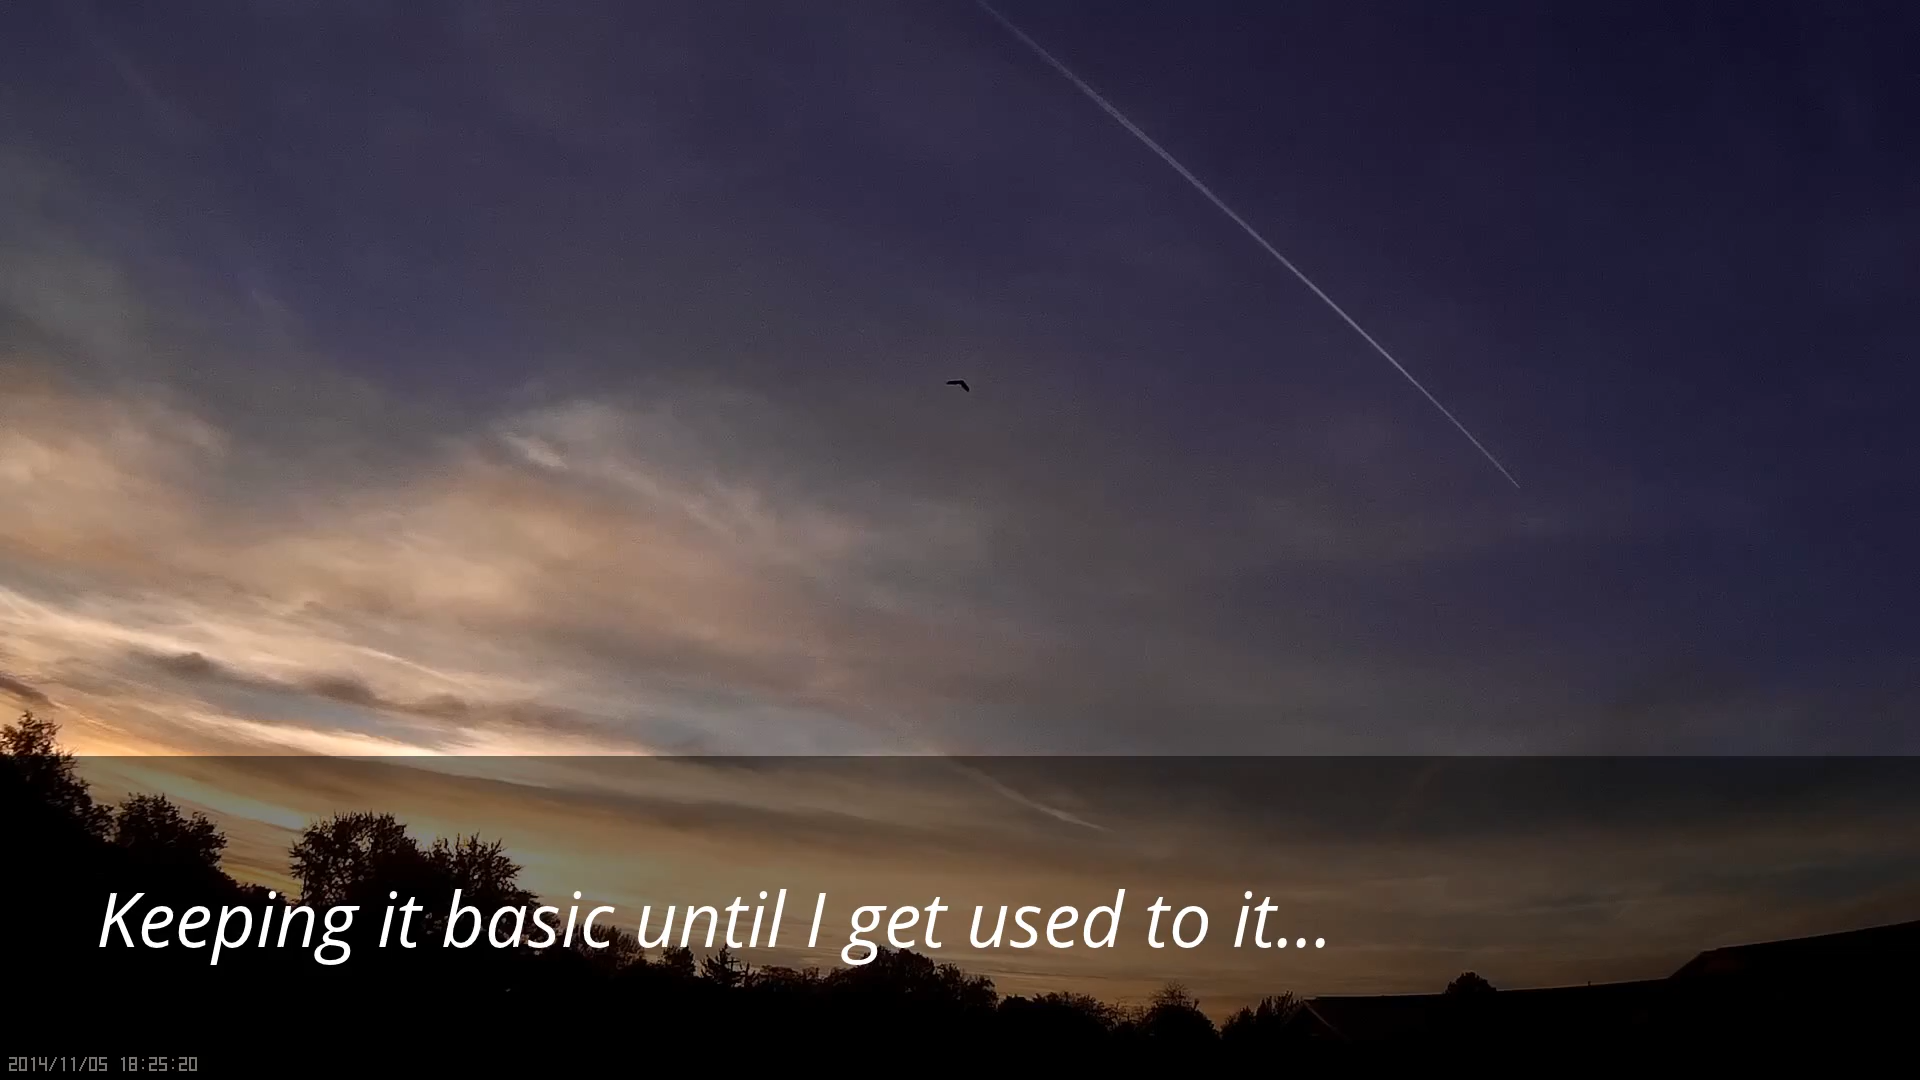 Keeping it basic until I get used to it...
2014/11/05 18:25:20